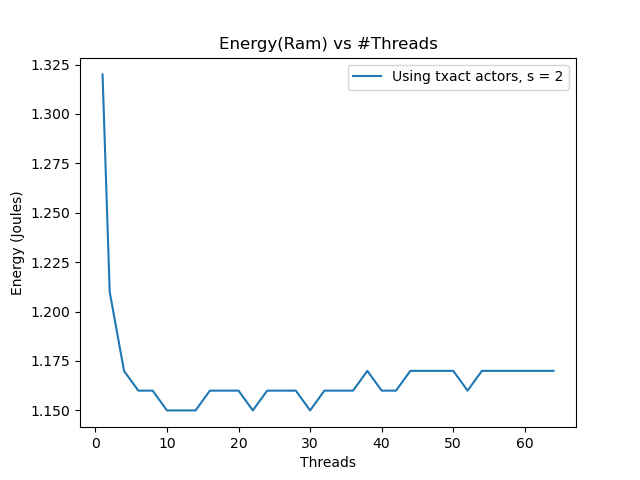 Energy(Ram) vs #Threads
Using txact actors, s = 2
Energy (Joules)
1.325
1.300
1.275
1.250
1.225
1.200
1.175
1.150
0 10 20 30 40 50 60
Threads